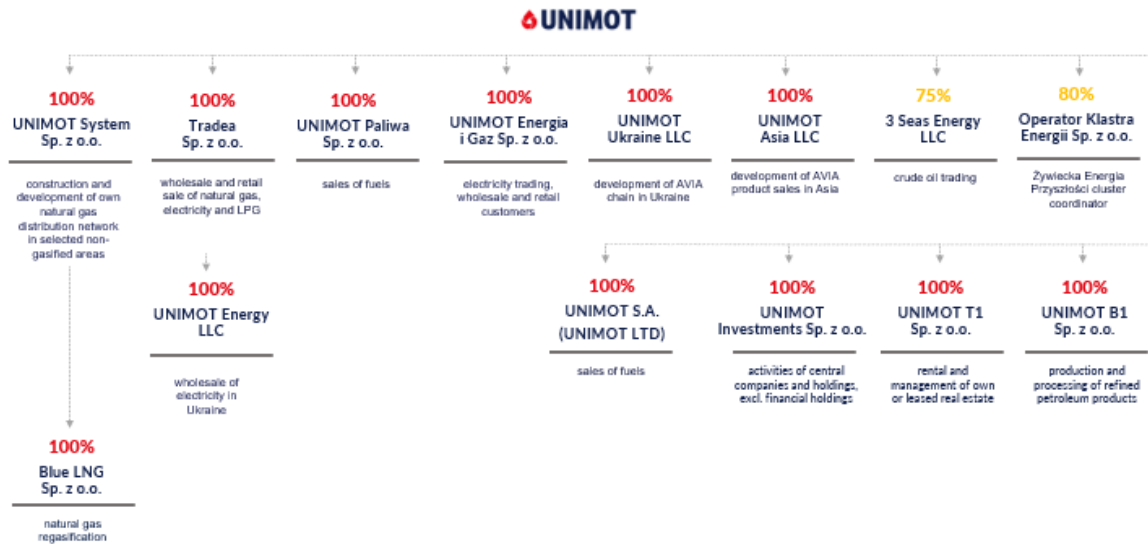 UNIMOT
100%
UNIMOT System
Sp. z o.o.
construction and
development of own
natural gas
distribution network
in selected non-
gasified areas
100%
Tradea
Sp. z o.o.
wholesale and retail
sale of natural gas,
electricity and LPG
100%
UNIMOT Paliwa
Sp. z o.o.
sales of fuels
100%
UNIMOT Energia
i Gaz Sp. z o.o.
electricity trading,
wholesale and retail
customers
100%
UNIMOT
Ukraine LLC
development of AVIA
chain in Ukraine
100%
UNIMOT
Asia LLC
development of AVIA
product sales in Asia
75%
3 Seas Energy
LLC
crude oil trading
80%
Operator Klastra
Energii Sp. z o.o.
Żywiecka Energia
Przyszłości cluster
coordinator
100%
UNIMOT Energy
LLC
wholesale of
electricity in
Ukraine
100%
UNIMOT S.A.
(UNIMOT LTD)
sales of fuels
100%
UNIMOT
Investments Sp. z o.o.
activities of central
companies and holdings,
excl. financial holdings
100%
UNIMOT T1
Sp. z o.o.
rental and
management of own
or leased real estate
100%
UNIMOT B1
Sp. z o.o.
production and
processing of refined
petroleum products
100%
Blue LNG
Sp. z o.o.
natural gas
regasification